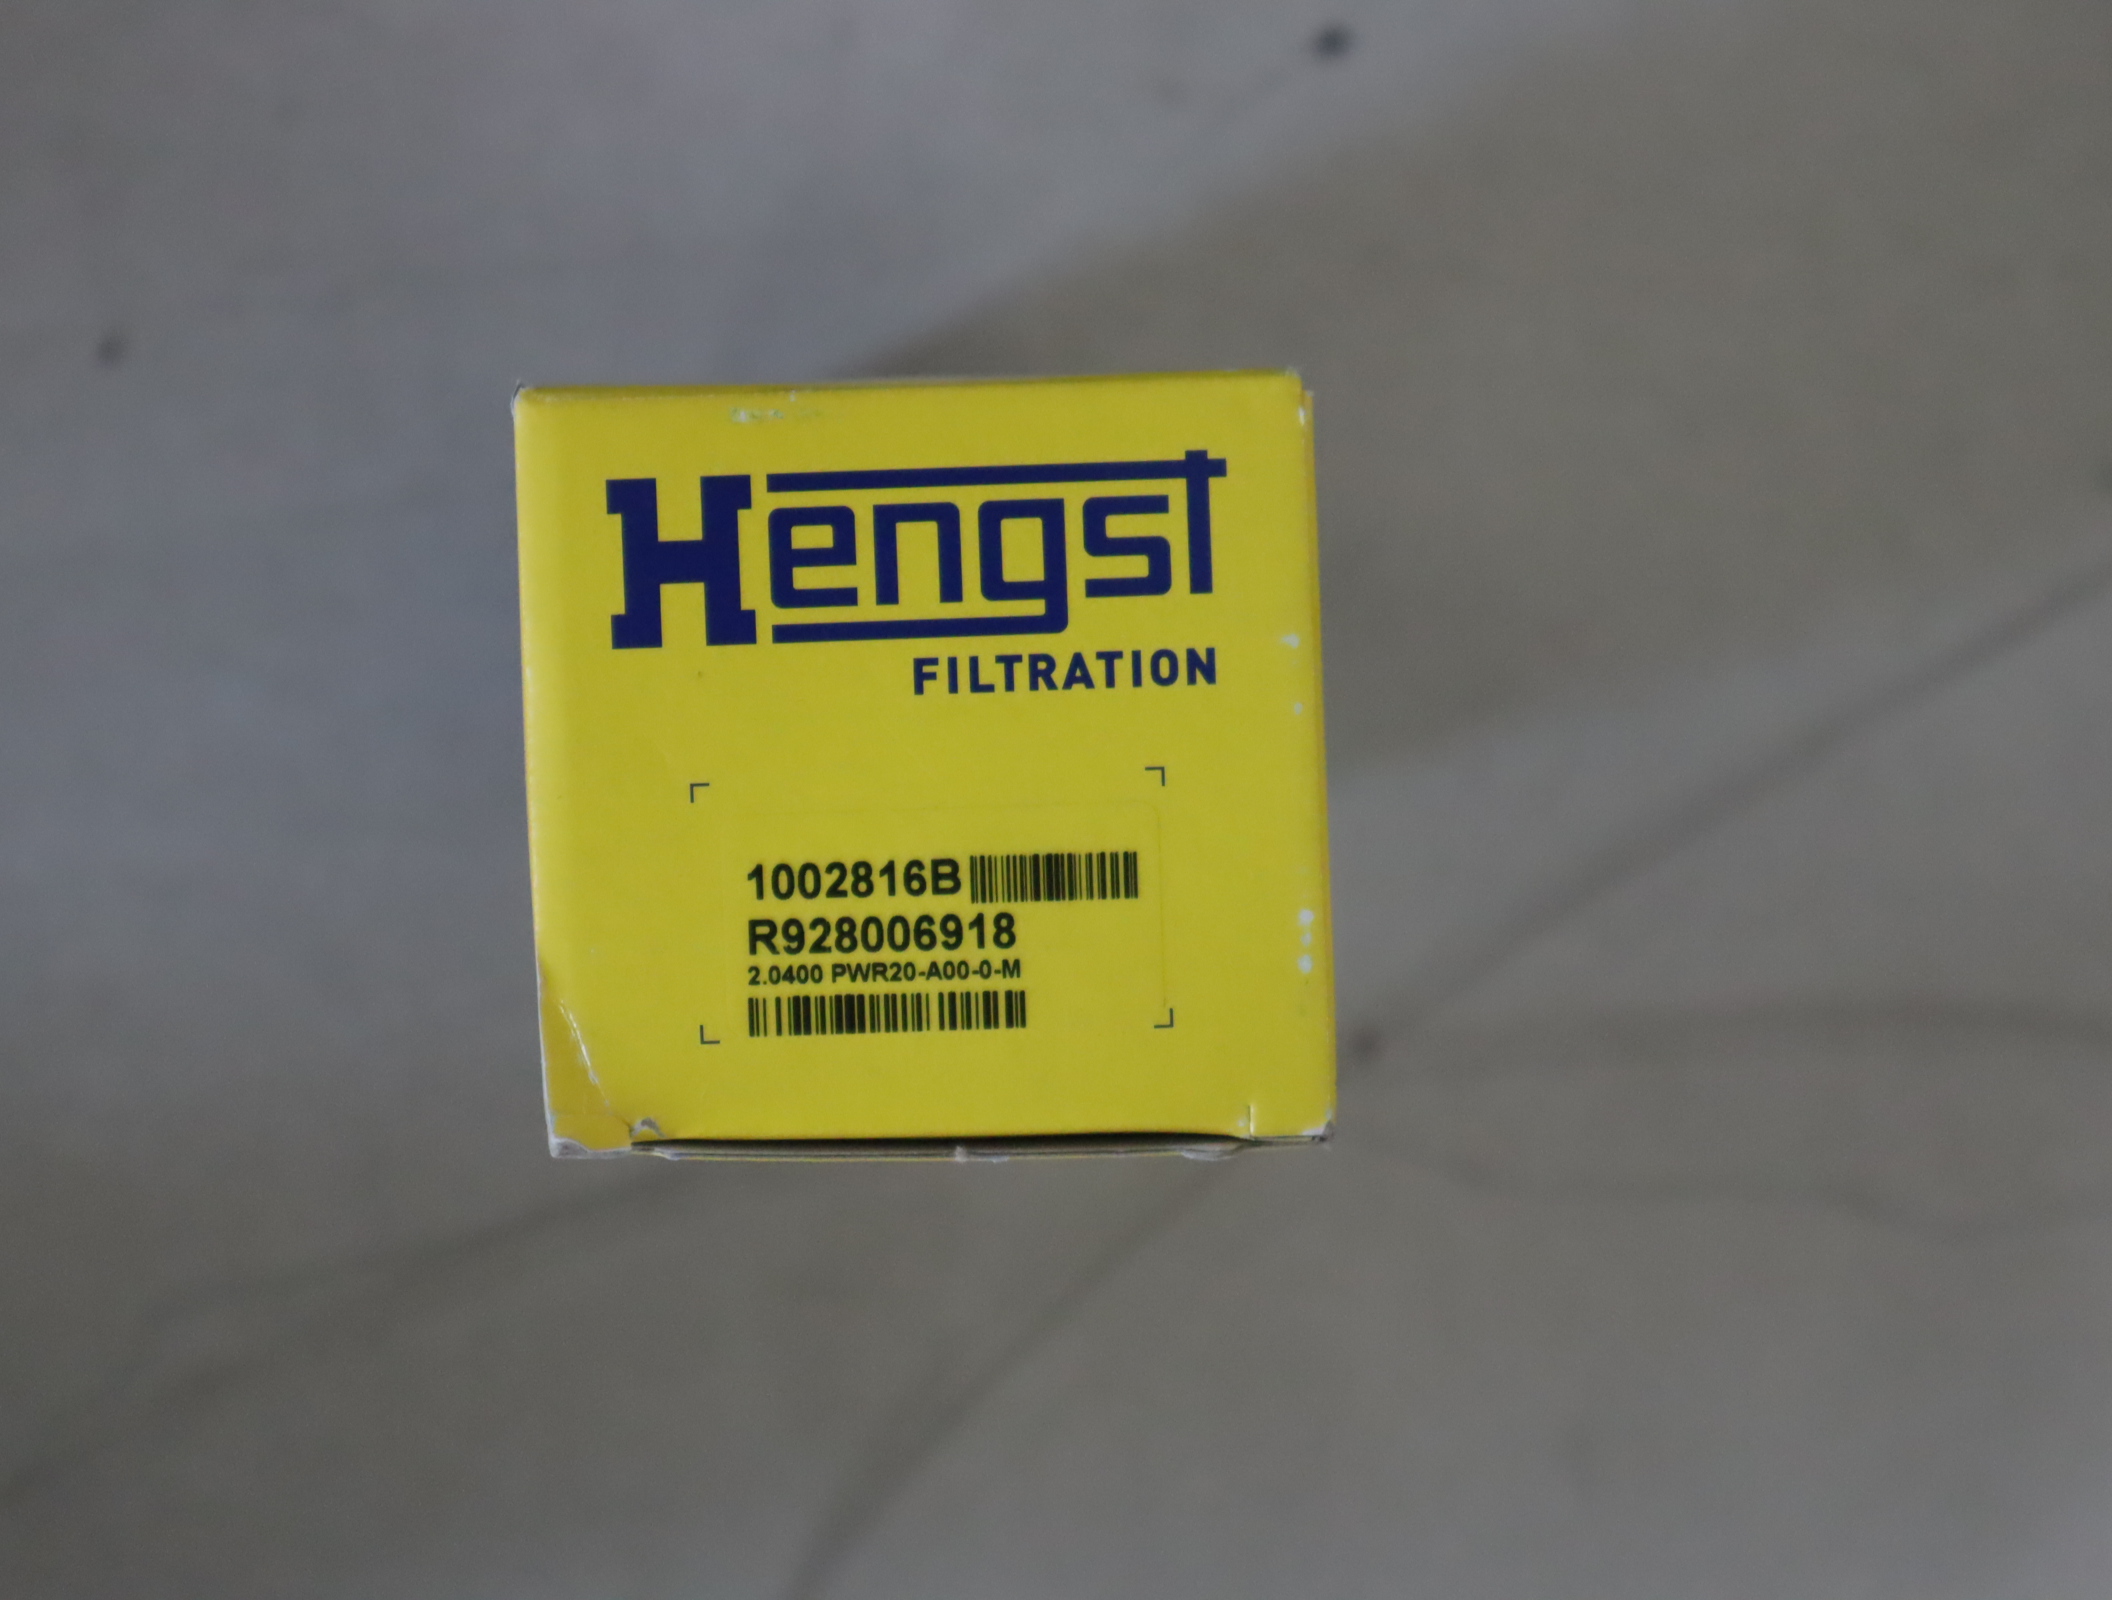 Hengst
FILTRATION
1002816B
R928006918
2.0400 PWR20-A00-0-M